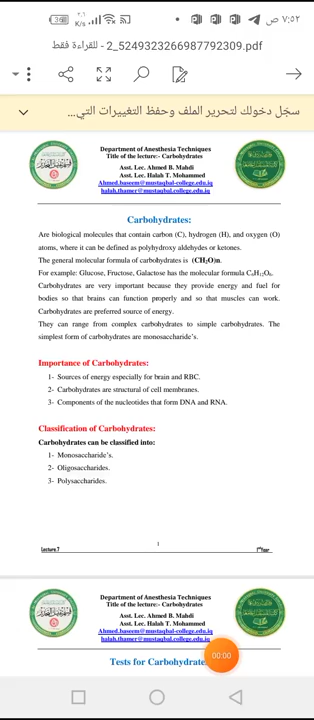 ٧:٥٢ ص
٢,٦ K/s
36
2_5249323266987792309.pdf - للقراءة فقط
سجّل دخولك لتحرير الملف وحفظ التغييرات التي...
Department of Anesthesia Techniques
Title of the lecture:- Carbohydrates
Asst. Lec. Ahmed B. Mahdi
Asst. Lec. Halah T. Mohammed
Ahmed.baseem@mustaqbal-college.edu.iq
halah.thamer@mustaqbal-college.edu.iq
Carbohydrates:
Are biological molecules that contain carbon (C), hydrogen (H), and oxygen (O)
atoms, where it can be defined as polyhydroxy aldehydes or ketones.
The general molecular formula of carbohydrates is (CH₂O)n.
For example: Glucose, Fructose, Galactose has the molecular formula C₆H₁₂O₆.
Carbohydrates are very important because they provide energy and fuel for
bodies so that brains can function properly and so that muscles can work.
Carbohydrates are preferred source of energy.
They can range from complex carbohydrates to simple carbohydrates. The
simplest form of carbohydrates are monosaccharide's.
Importance of Carbohydrates:
1- Sources of energy especially for brain and RBC.
2- Carbohydrates are structural of cell membranes.
3- Components of the nucleotides that form DNA and RNA.
Classification of Carbohydrates:
Carbohydrates can be classified into:
1- Monosaccharide's.
2- Oligosaccharides.
3- Polysaccharides.
1
Lecture.7 1ˢᵗYear
Department of Anesthesia Techniques
Title of the lecture:- Carbohydrates
Asst. Lec. Ahmed B. Mahdi
Asst. Lec. Halah T. Mohammed
Ahmed.baseem@mustaqbal-college.edu.iq
halah.thamer@mustaqbal-college.edu.iq
Tests for Carbohydrate
00:00